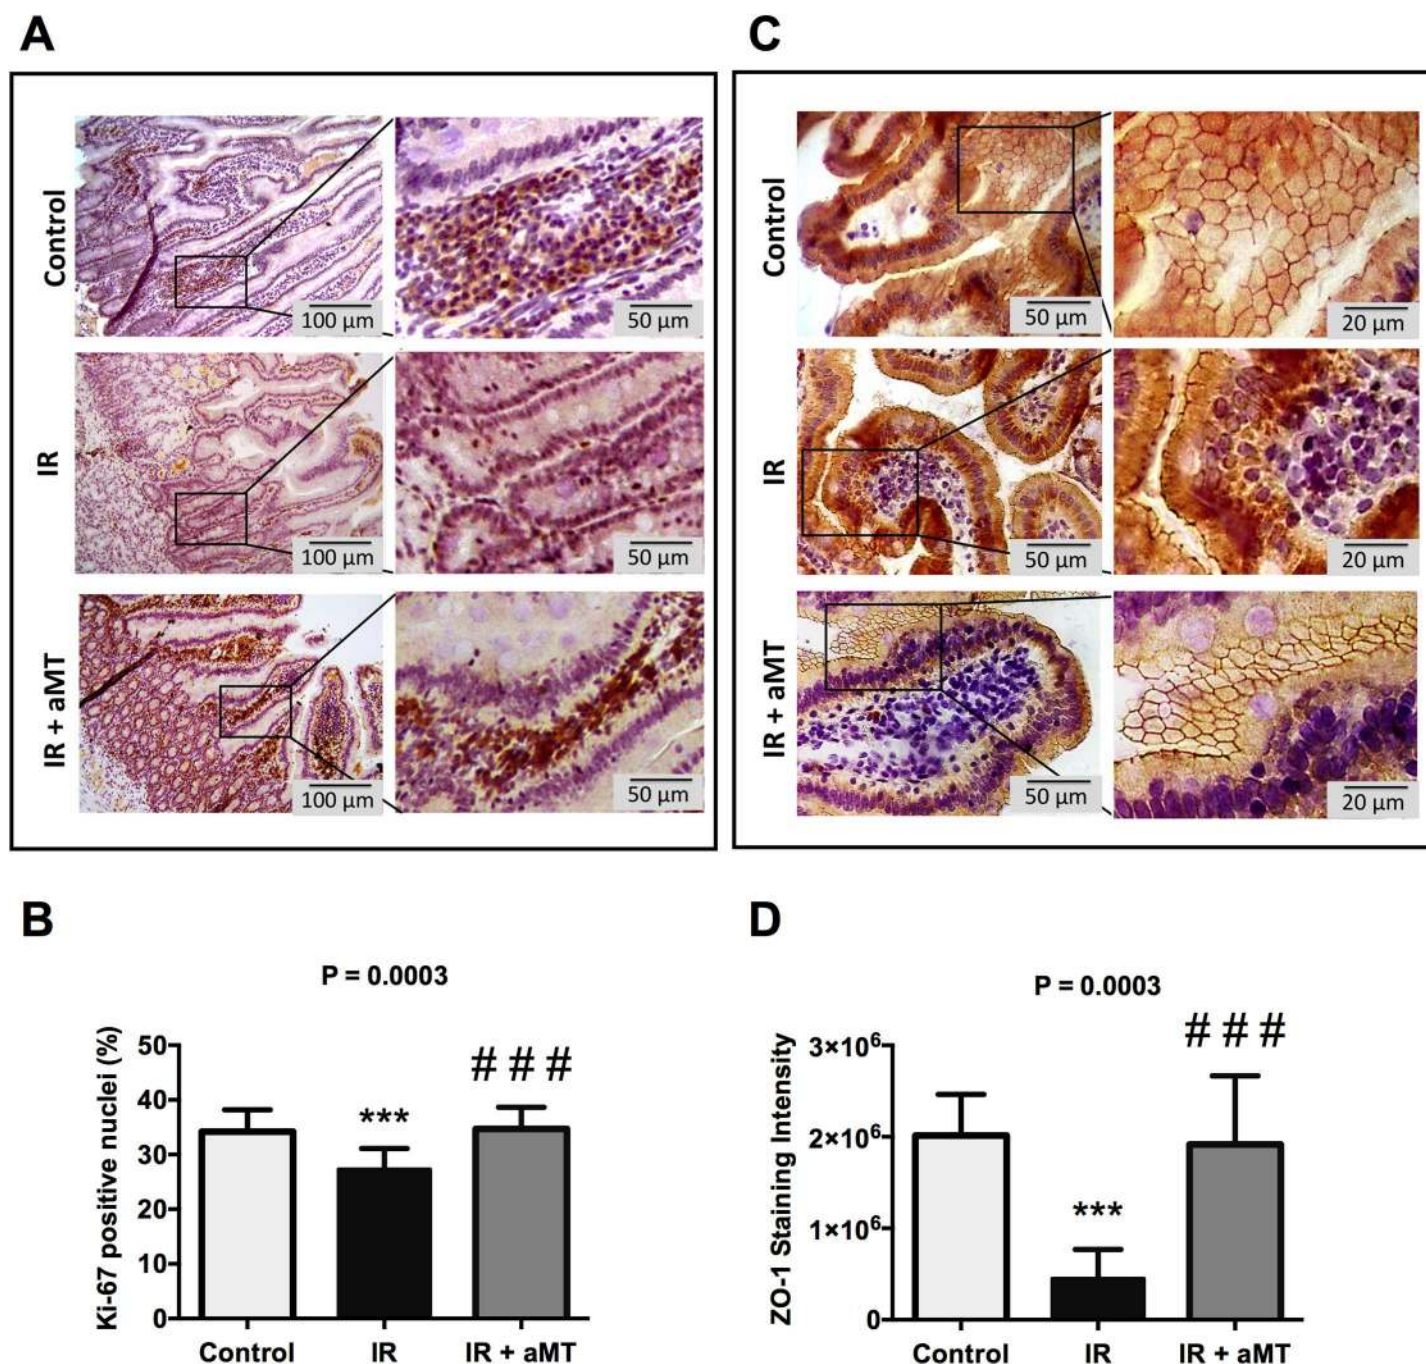 A
Control
100 µm
50 µm
IR
100 µm
50 µm
IR + aMT
100 µm
50 µm
C
Control
50 µm
20 µm
IR
50 µm
20 µm
IR + aMT
50 µm
20 µm
B
P = 0.0003
Ki-67 positive nuclei (%)
50
40
30
20
10
0
***
# # #
Control IR IR + aMT
D
P = 0.0003
ZO-1 Staining Intensity
3×10⁶
2×10⁶
1×10⁶
0
***
# # #
Control IR IR + aMT